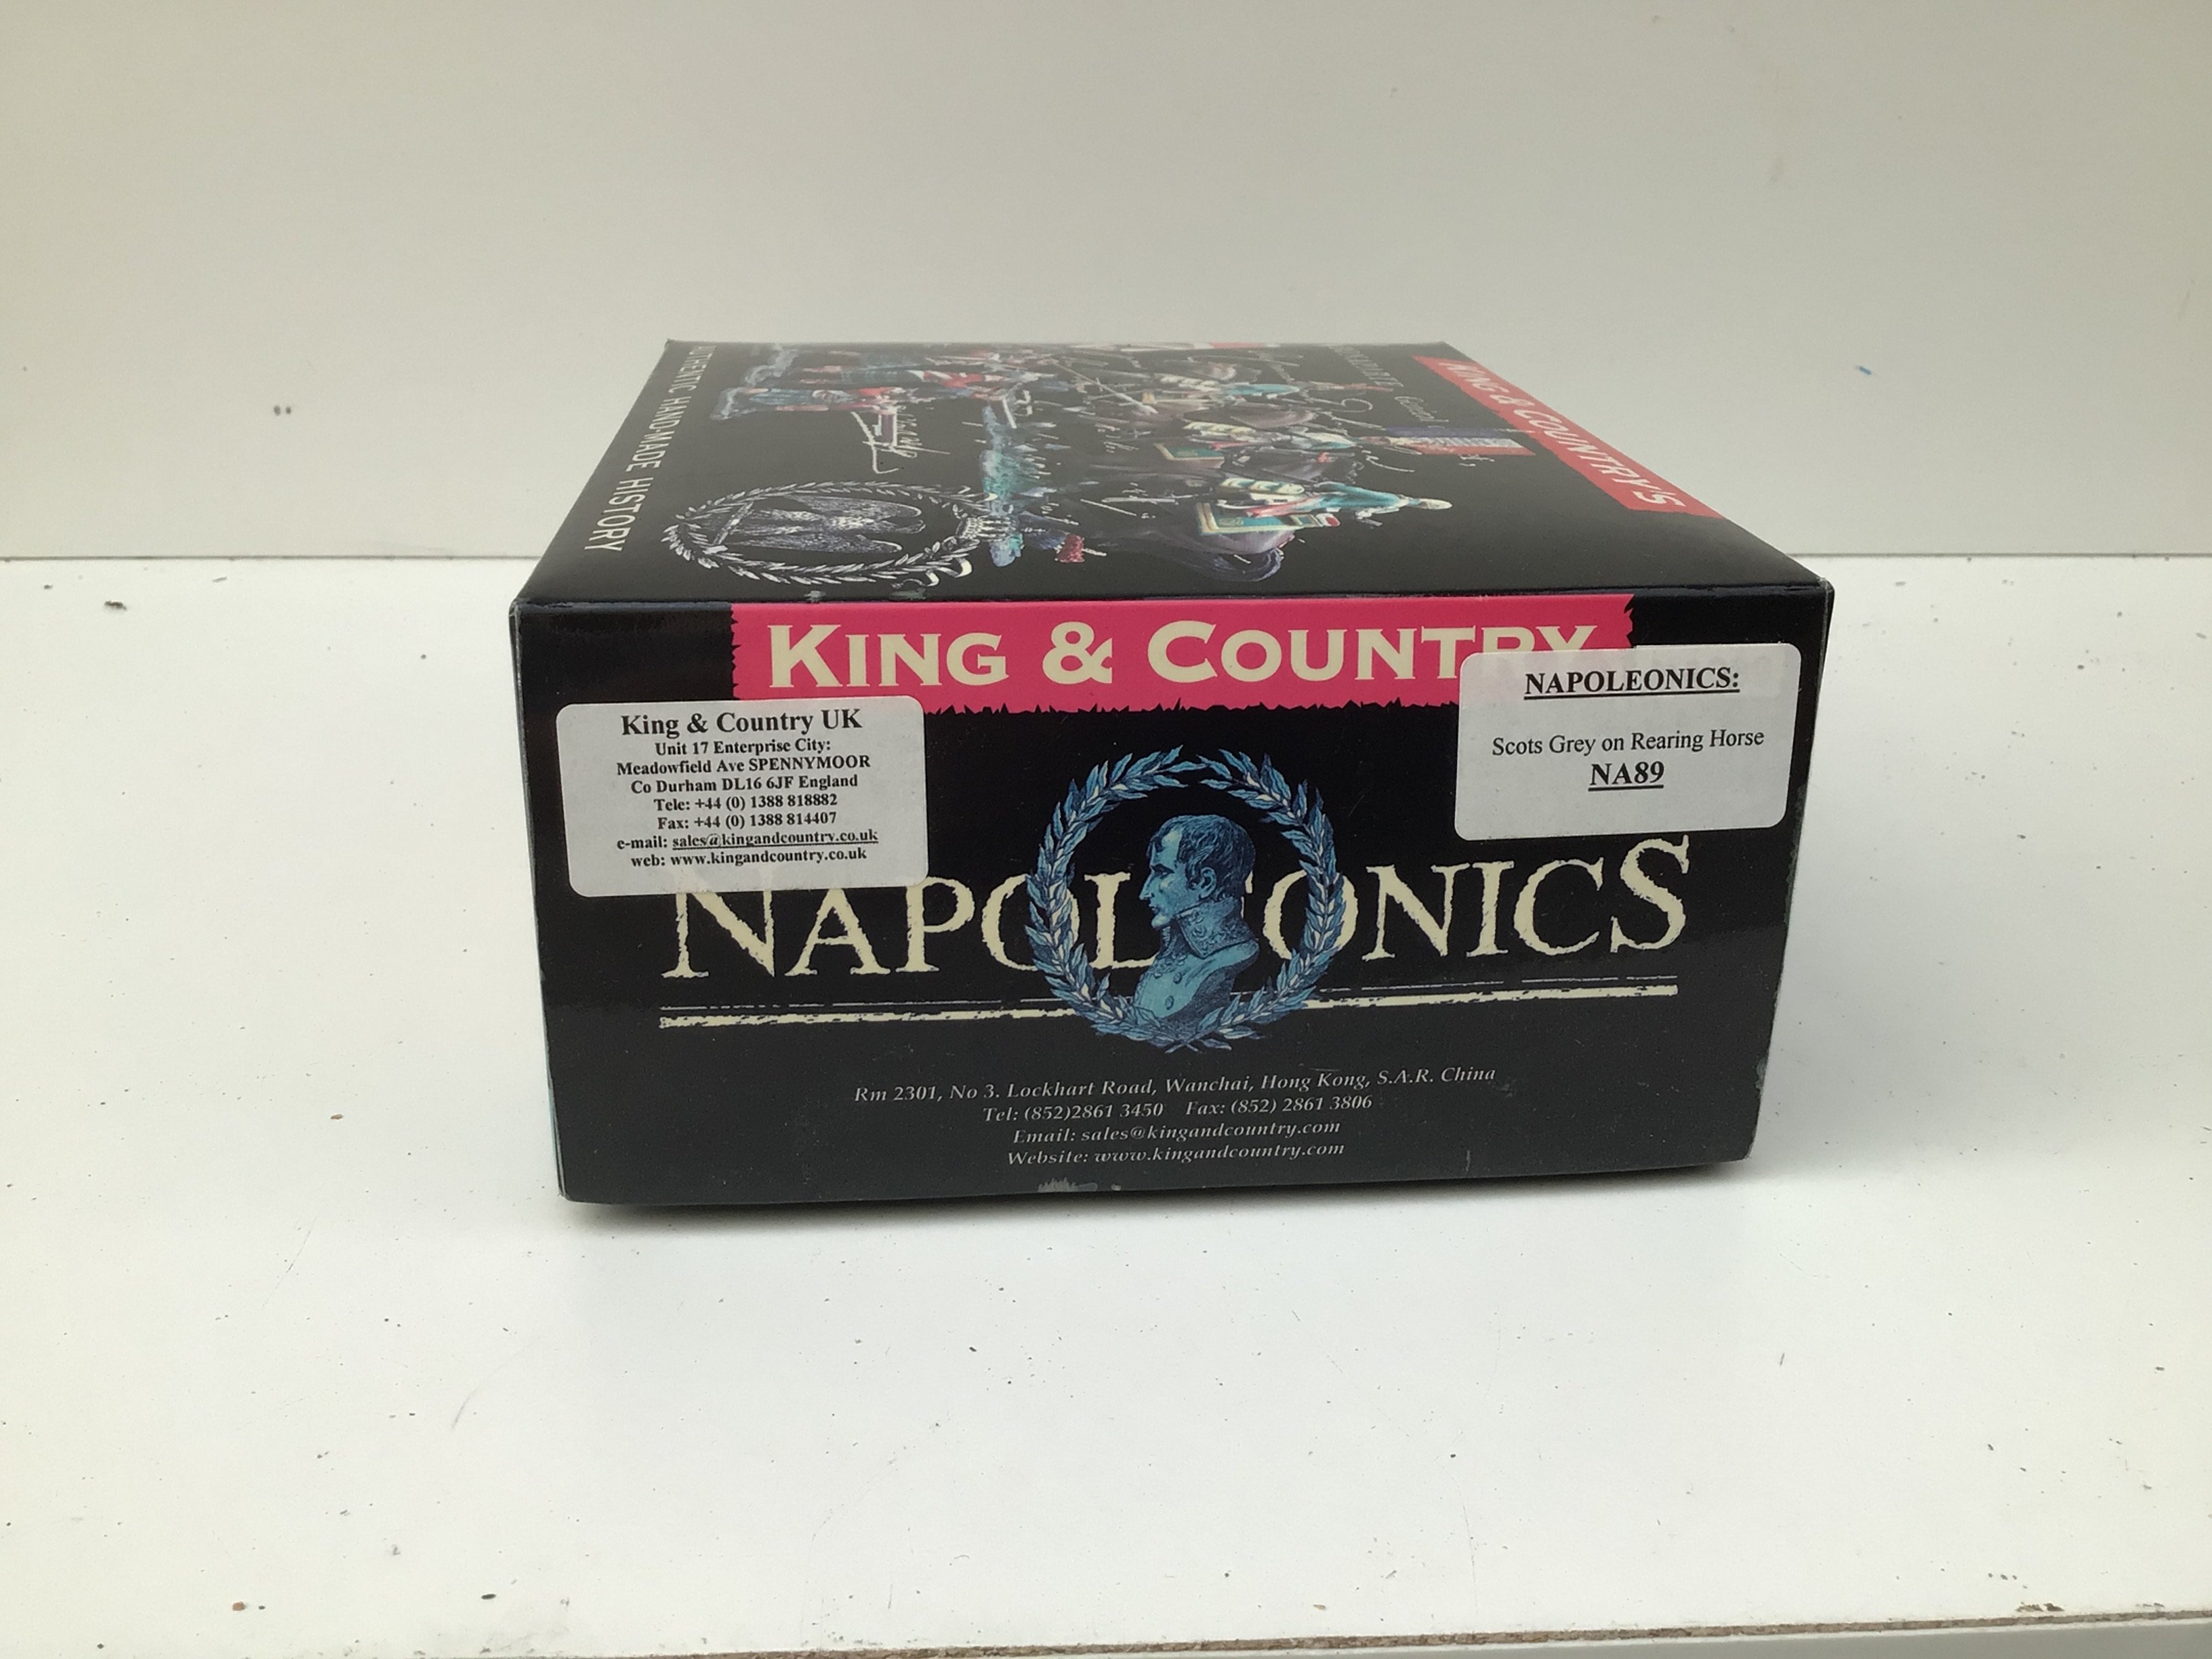 AUTHENTIC HAND-MADE HISTORY
KING & COUNTRY'S
KING & COUNTRY
King & Country UK
Unit 17 Enterprise City:
Meadowfield Ave SPENNYMOOR
Co Durham DL16 6JF England
Tele: +44 (0) 1388 818882
Fax: +44 (0) 1388 814407
e-mail: sales@kingandcountry.co.uk
web: www.kingandcountry.co.uk
NAPOLEONICS:
Scots Grey on Rearing Horse
NA89
NAPOLEONICS
Rm 2301, No 3. Lockhart Road, Wanchai, Hong Kong, S.A.R. China
Tel: (852)2861 3450 Fax: (852) 2861 3806
Email: sales@kingandcountry.com
Website: www.kingandcountry.com